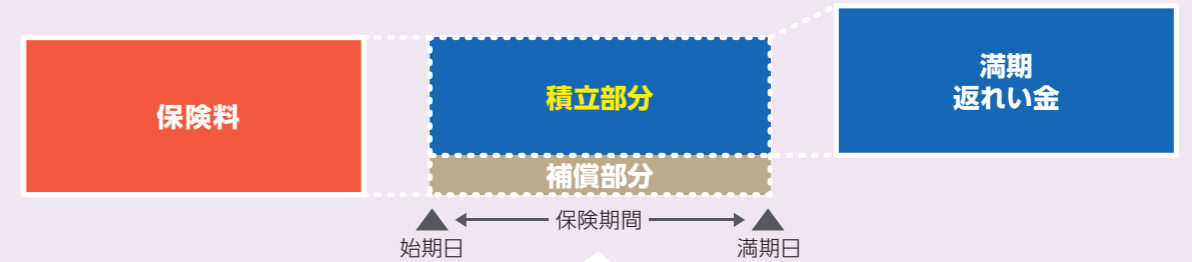 保険料
積立部分
補償部分
満期
返れい金
保険期間
始期日
満期日